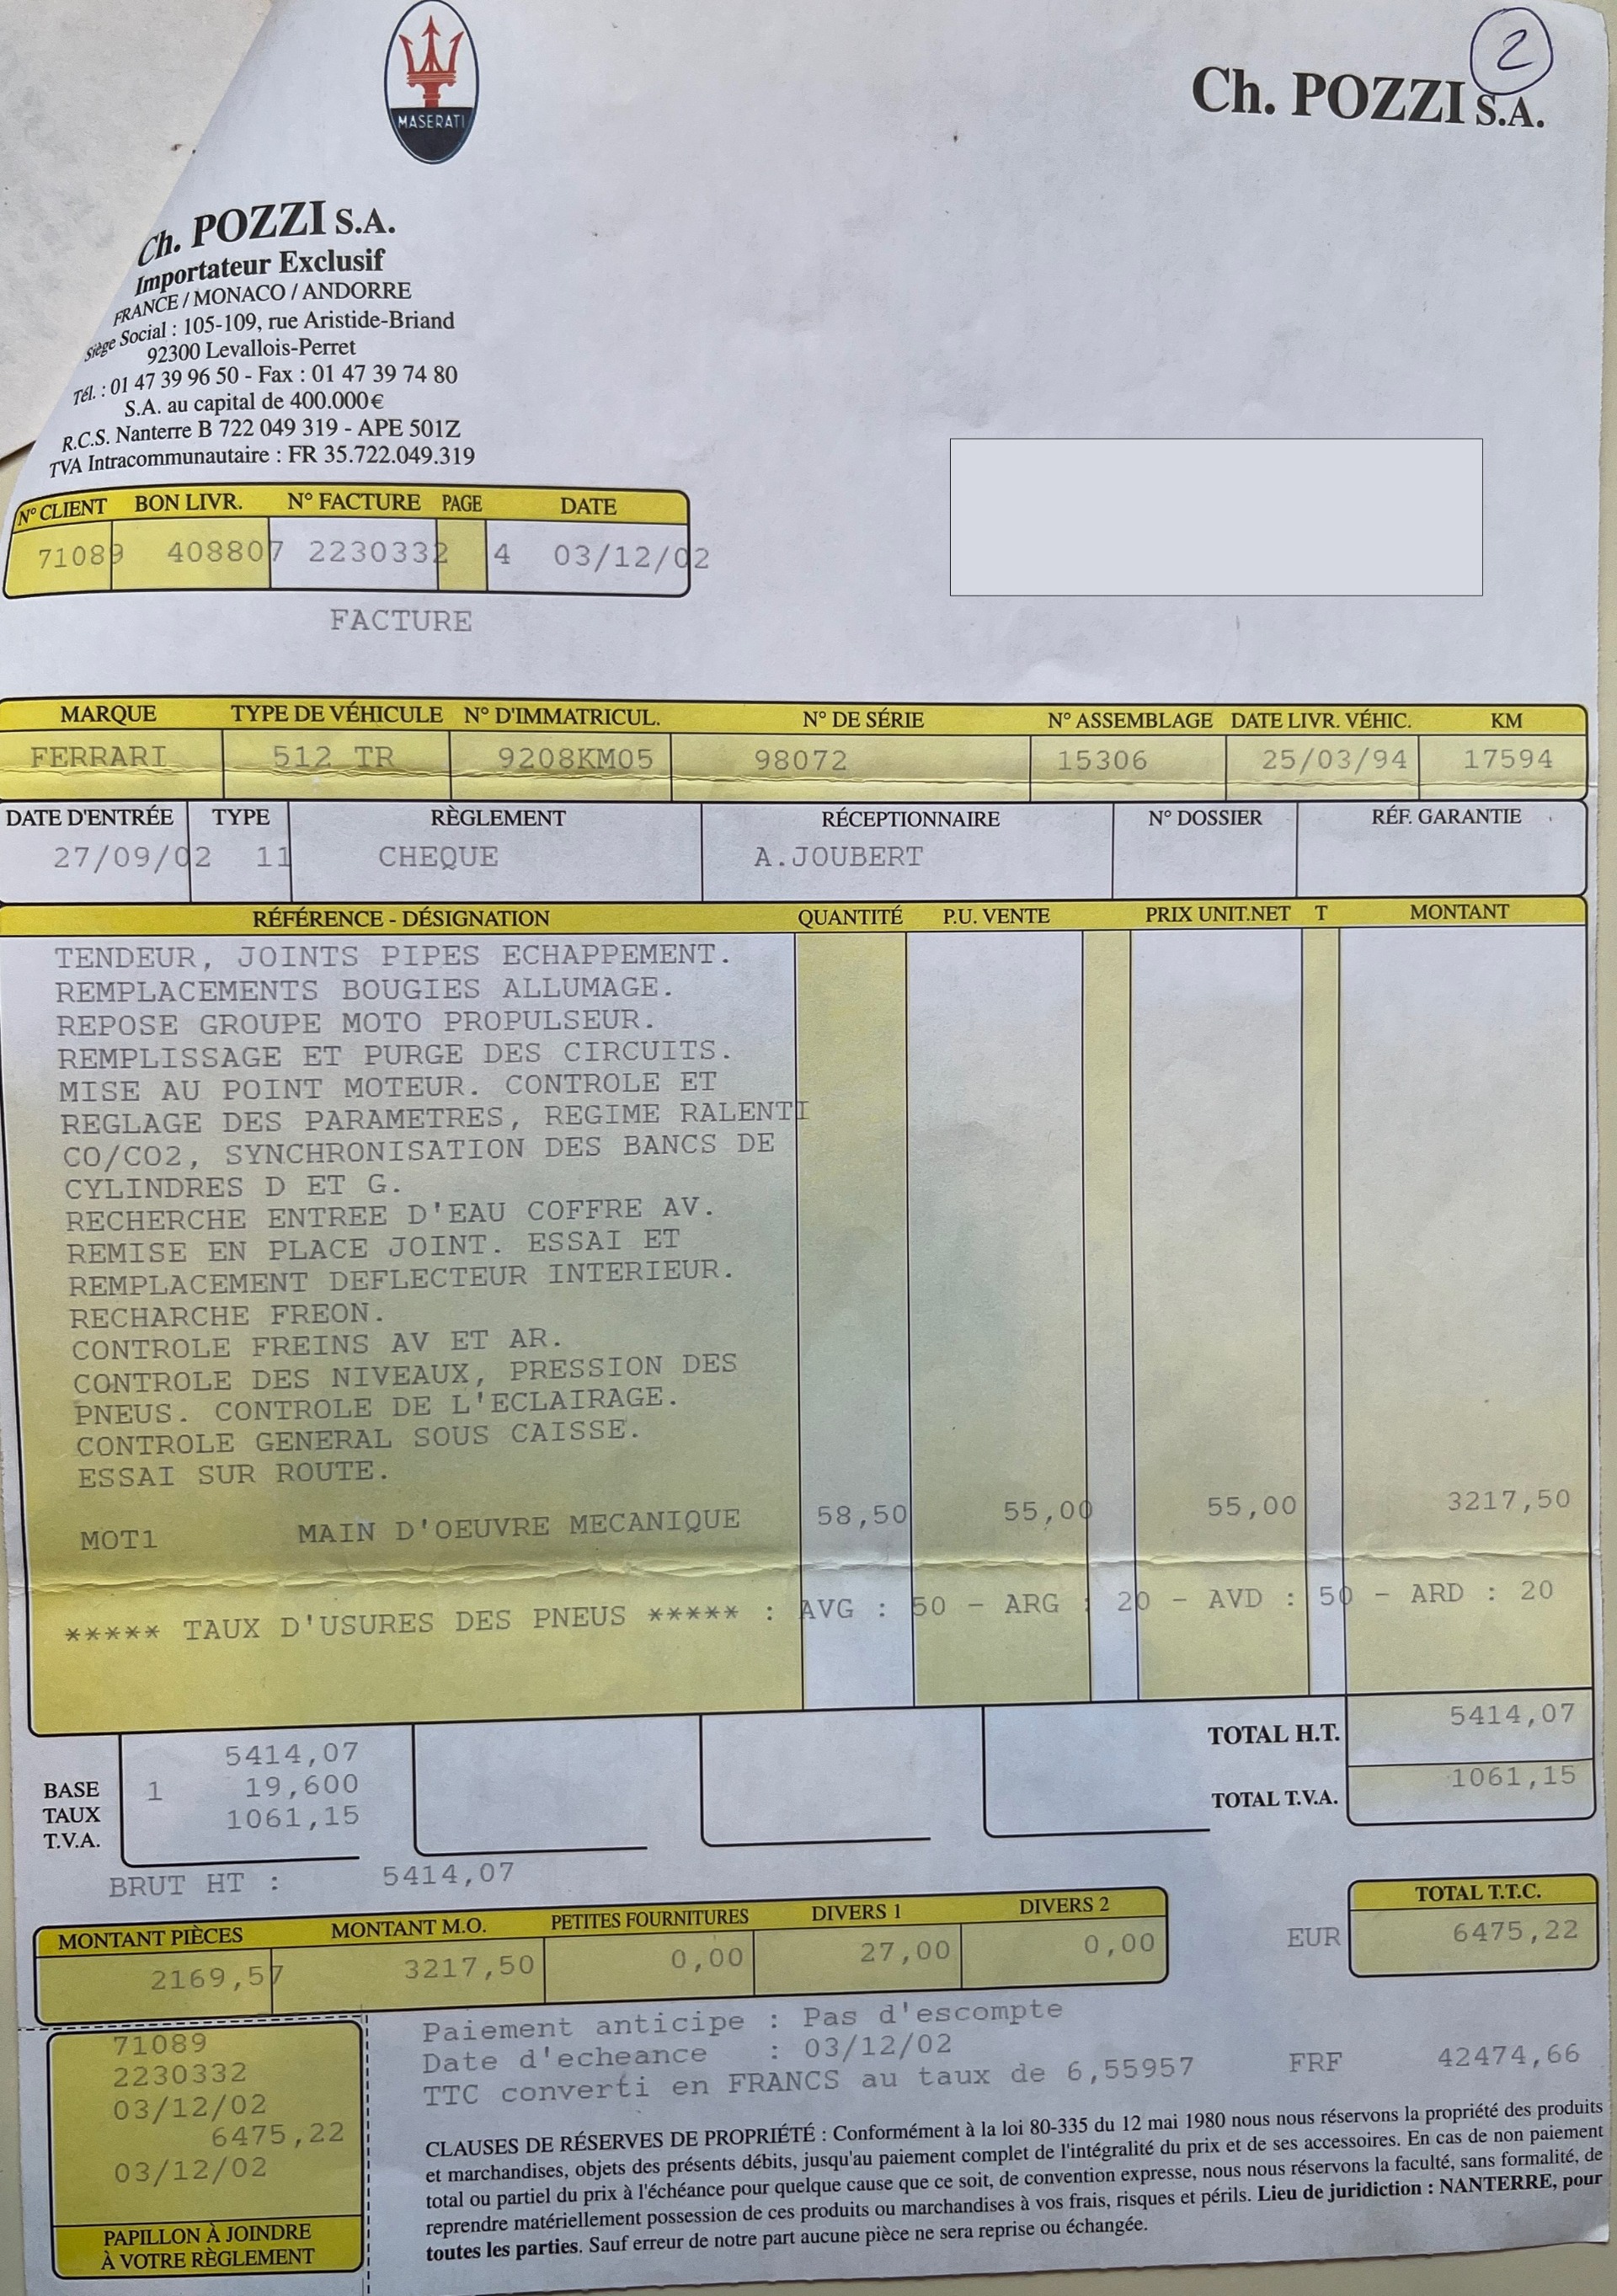 2
MASERATI
Ch. POZZI S.A.
Ch. POZZI S.A.
Importateur Exclusif
FRANCE / MONACO / ANDORRE
Siège Social : 105-109, rue Aristide-Briand
92300 Levallois-Perret
Tél. : 01 47 39 96 50 - Fax : 01 47 39 74 80
S.A. au capital de 400.000€
R.C.S. Nanterre B 722 049 319 - APE 501Z
TVA Intracommunautaire : FR 35.722.049.319
N° CLIENT BON LIVR. N° FACTURE PAGE DATE
71089 408807 2230332 4 03/12/02
FACTURE
MARQUE TYPE DE VÉHICULE N° D'IMMATRICUL. N° DE SÉRIE N° ASSEMBLAGE DATE LIVR. VÉHIC. KM
FERRARI 512 TR 9208KM05 98072 15306 25/03/94 17594
DATE D'ENTRÉE TYPE RÈGLEMENT RÉCEPTIONNAIRE N° DOSSIER RÉF. GARANTIE
27/09/02 11 CHEQUE A.JOUBERT
RÉFÉRENCE - DÉSIGNATION QUANTITÉ P.U. VENTE PRIX UNIT.NET T MONTANT
TENDEUR, JOINTS PIPES ECHAPPEMENT.
REMPLACEMENTS BOUGIES ALLUMAGE.
REPOSE GROUPE MOTO PROPULSEUR.
REMPLISSAGE ET PURGE DES CIRCUITS.
MISE AU POINT MOTEUR. CONTROLE ET
REGLAGE DES PARAMETRES, REGIME RALENTI
CO/CO2, SYNCHRONISATION DES BANCS DE
CYLINDRES D ET G.
RECHERCHE ENTREE D'EAU COFFRE AV.
REMISE EN PLACE JOINT. ESSAI ET
REMPLACEMENT DEFLECTEUR INTERIEUR.
RECHARCHE FREON.
CONTROLE FREINS AV ET AR.
CONTROLE DES NIVEAUX, PRESSION DES
PNEUS. CONTROLE DE L'ECLAIRAGE.
CONTROLE GENERAL SOUS CAISSE.
ESSAI SUR ROUTE.
MOT1 MAIN D'OEUVRE MECANIQUE 58,50 55,00 55,00 3217,50
***** TAUX D'USURES DES PNEUS ***** : AVG : 50 - ARG : 20 - AVD : 50 - ARD : 20
TOTAL H.T. 5414,07
TOTAL T.V.A. 1061,15
BASE 5414,07
TAUX 1 19,600
T.V.A. 1061,15
BRUT HT : 5414,07
MONTANT PIÈCES MONTANT M.O. PETITES FOURNITURES DIVERS 1 DIVERS 2 TOTAL T.T.C.
2169,57 3217,50 0,00 27,00 0,00 EUR 6475,22
71089
2230332
03/12/02
6475,22
03/12/02
PAPILLON À JOINDRE
À VOTRE RÈGLEMENT
Paiement anticipe : Pas d'escompte
Date d'echeance : 03/12/02
TTC converti en FRANCS au taux de 6,55957 FRF 42474,66
CLAUSES DE RÉSERVES DE PROPRIÉTÉ : Conformément à la loi 80-335 du 12 mai 1980 nous nous réservons la propriété des produits
et marchandises, objets des présents débits, jusqu'au paiement complet de l'intégralité du prix et de ses accessoires. En cas de non paiement
total ou partiel du prix à l'échéance pour quelque cause que ce soit, de convention expresse, nous nous réservons la faculté, sans formalité, de
reprendre matériellement possession de ces produits ou marchandises à vos frais, risques et périls. Lieu de juridiction : NANTERRE, pour
toutes les parties. Sauf erreur de notre part aucune pièce ne sera reprise ou échangée.